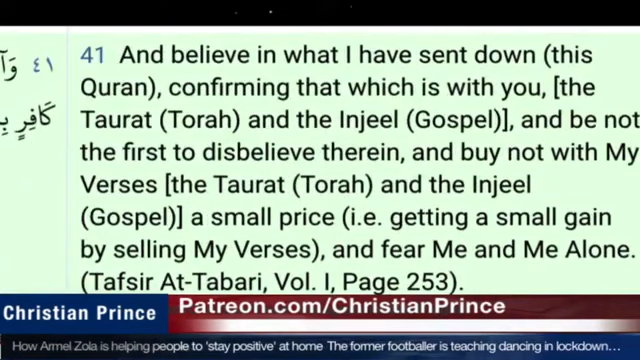 ٤١
41 And believe in what I have sent down (this
Quran), confirming that which is with you, [the
Taurat (Torah) and the Injeel (Gospel)], and be not
the first to disbelieve therein, and buy not with My
Verses [the Taurat (Torah) and the Injeel
(Gospel)] a small price (i.e. getting a small gain
by selling My Verses), and fear Me and Me Alone.
(Tafsir At-Tabari, Vol. I, Page 253).
كَافِرٍ
Christian Prince
Patreon.com/ChristianPrince
How Armel Zola is helping people to 'stay positive' at home The former footballer is teaching dancing in lockdown…